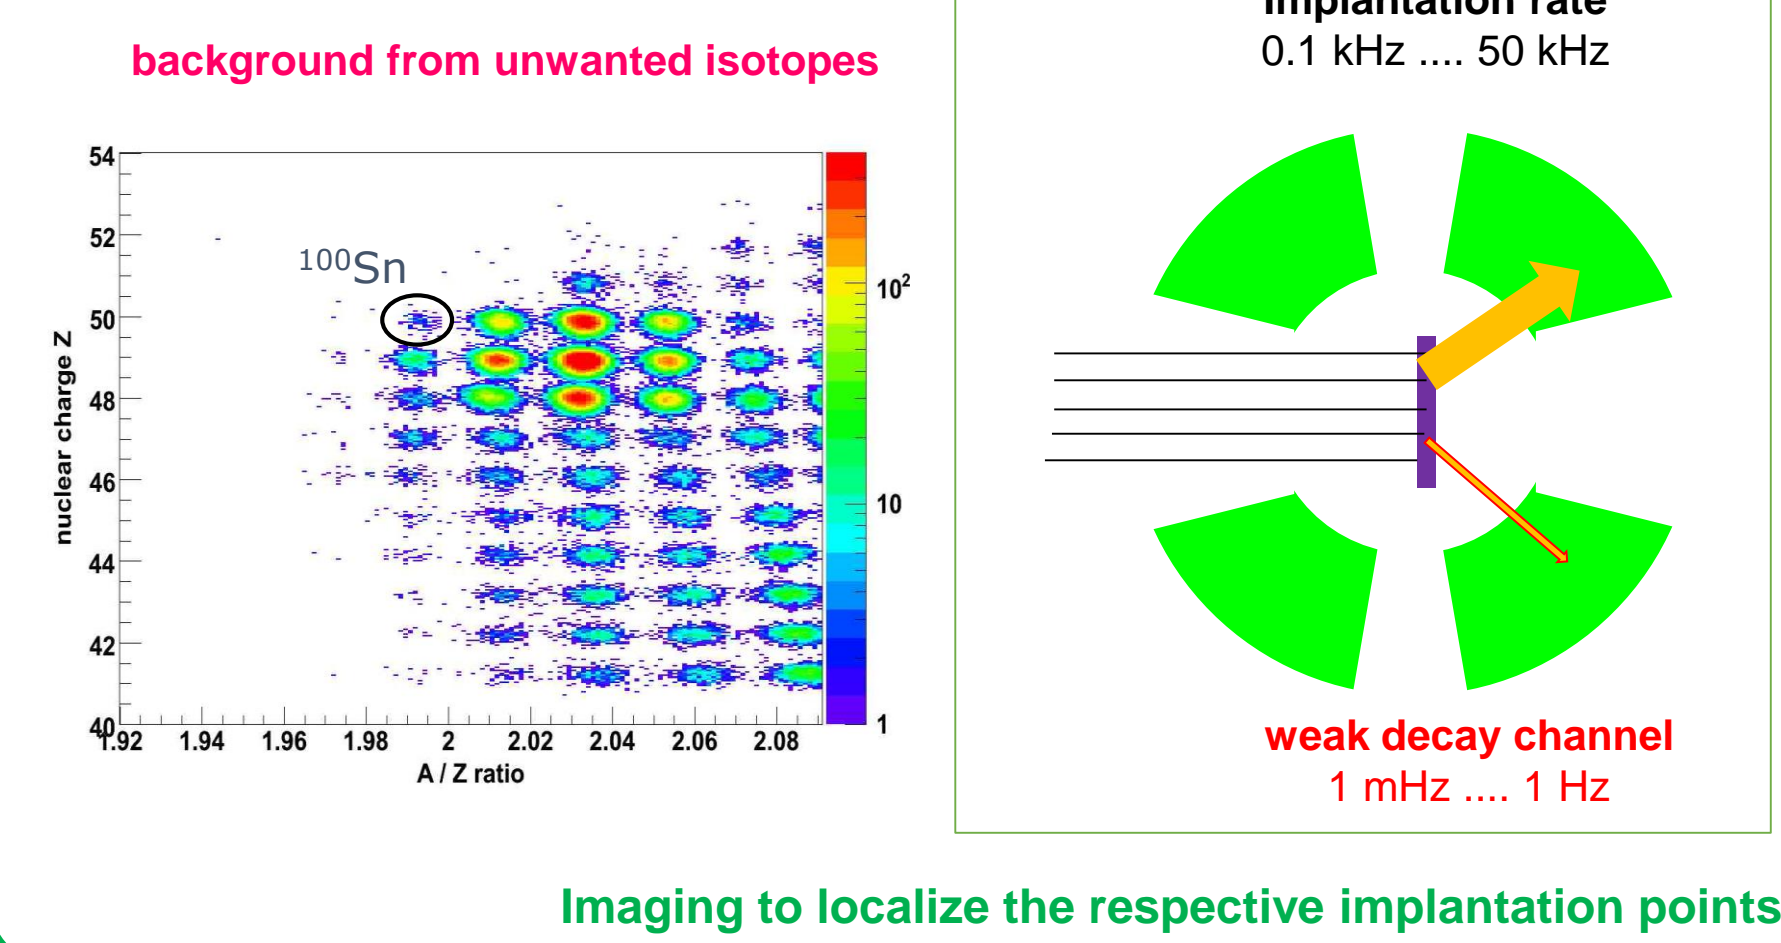 background from unwanted isotopes
implantation rate
0.1 kHz .... 50 kHz
54
52
50
48
46
44
42
40
nuclear charge Z
100Sn
10²
10
1
1.92 1.94 1.96 1.98 2 2.02 2.04 2.06 2.08
A / Z ratio
weak decay channel
1 mHz .... 1 Hz
Imaging to localize the respective implantation points